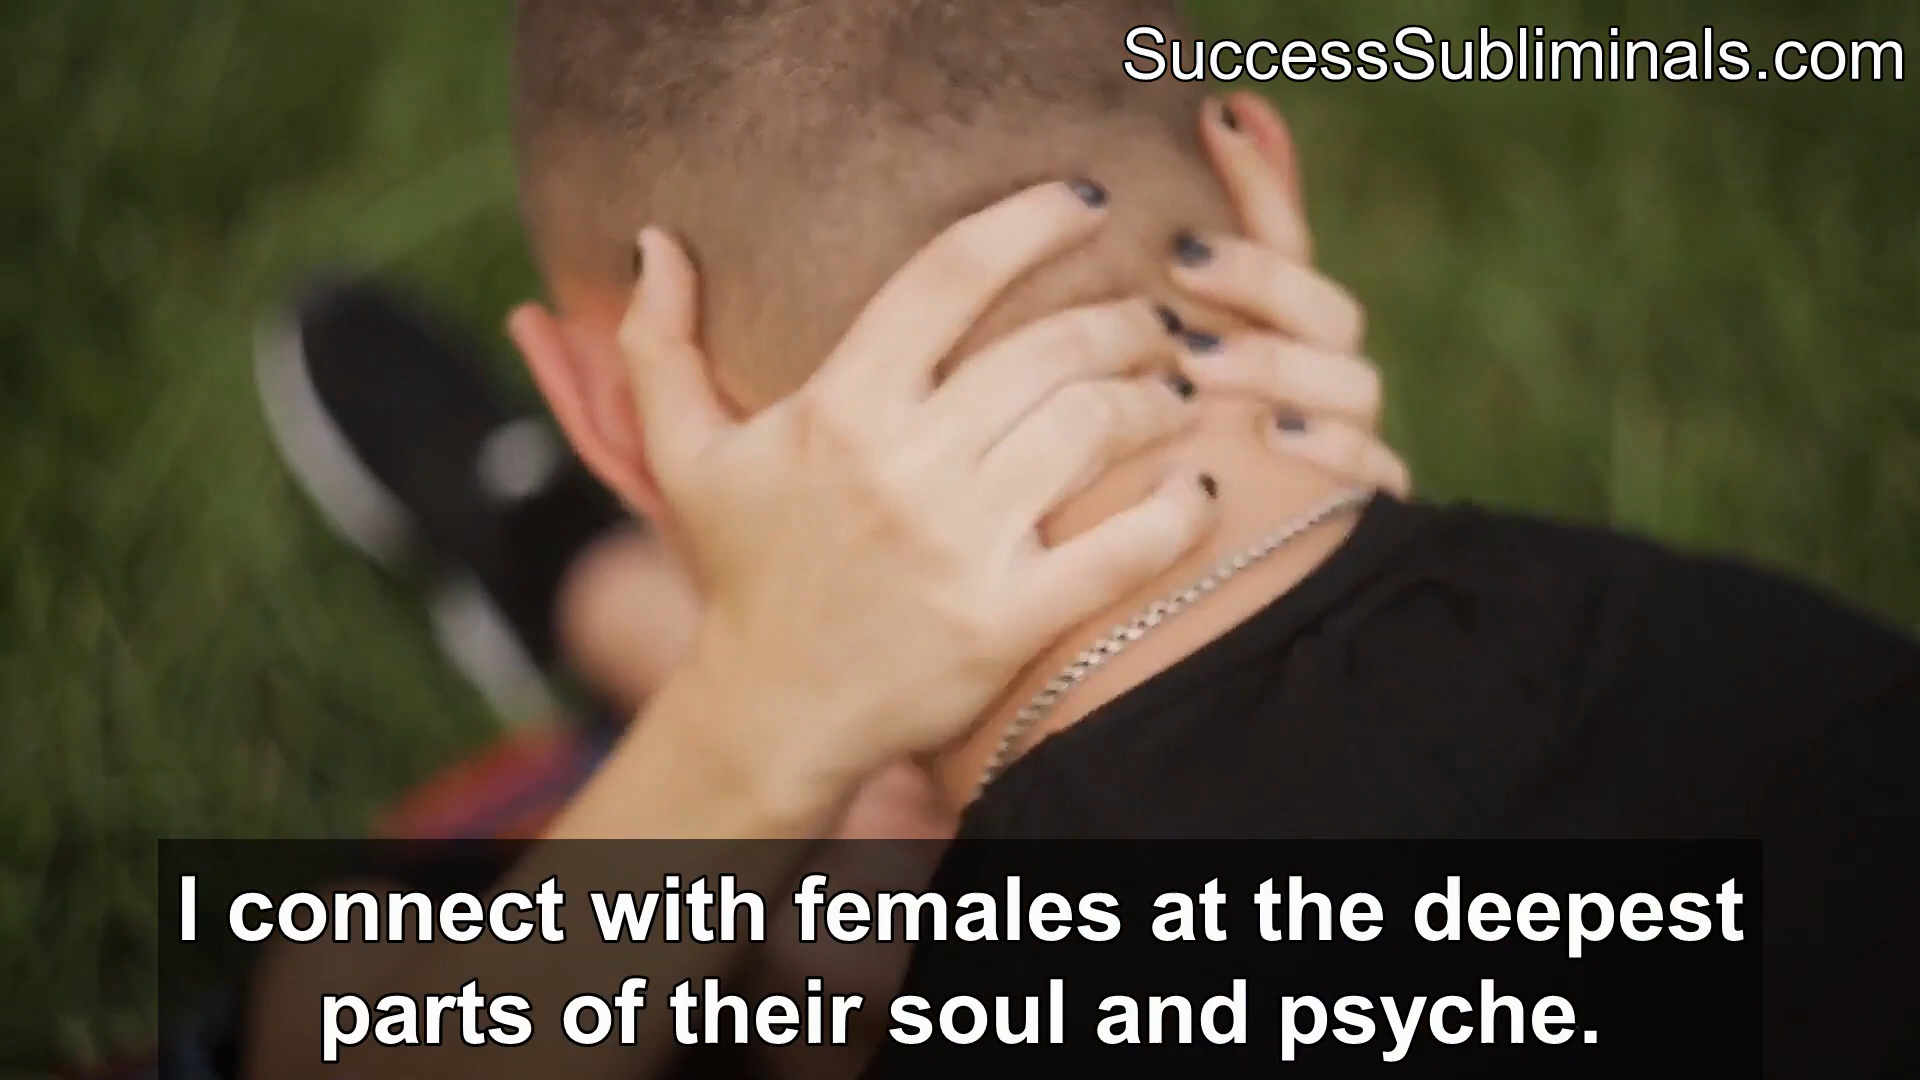 SuccessSubliminals.com
I connect with females at the deepest
parts of their soul and psyche.